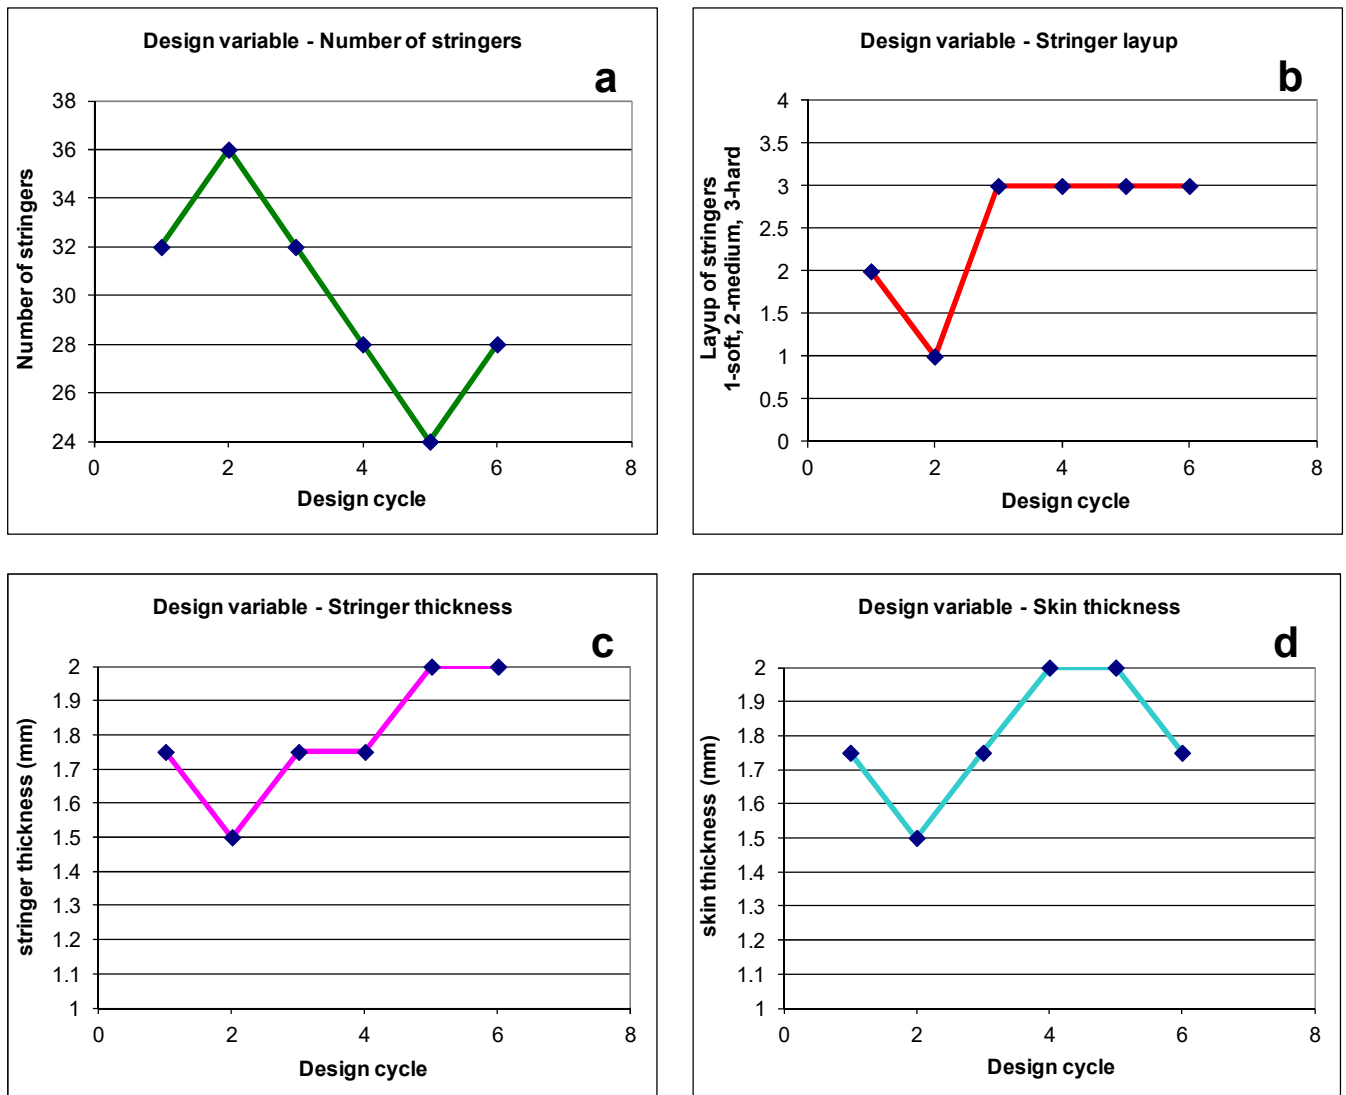 Design variable - Number of stringers
a
38
36
34
32
30
28
26
24
0 2 4 6 8
Number of stringers
Design cycle
Design variable - Stringer layup
b
4
3.5
3
2.5
2
1.5
1
0.5
0
0 2 4 6 8
Layup of stringers
1-soft, 2-medium, 3-hard
Design cycle
Design variable - Stringer thickness
c
2
1.9
1.8
1.7
1.6
1.5
1.4
1.3
1.2
1.1
1
0 2 4 6 8
stringer thickness (mm)
Design cycle
Design variable - Skin thickness
d
2
1.9
1.8
1.7
1.6
1.5
1.4
1.3
1.2
1.1
1
0 2 4 6 8
skin thickness (mm)
Design cycle